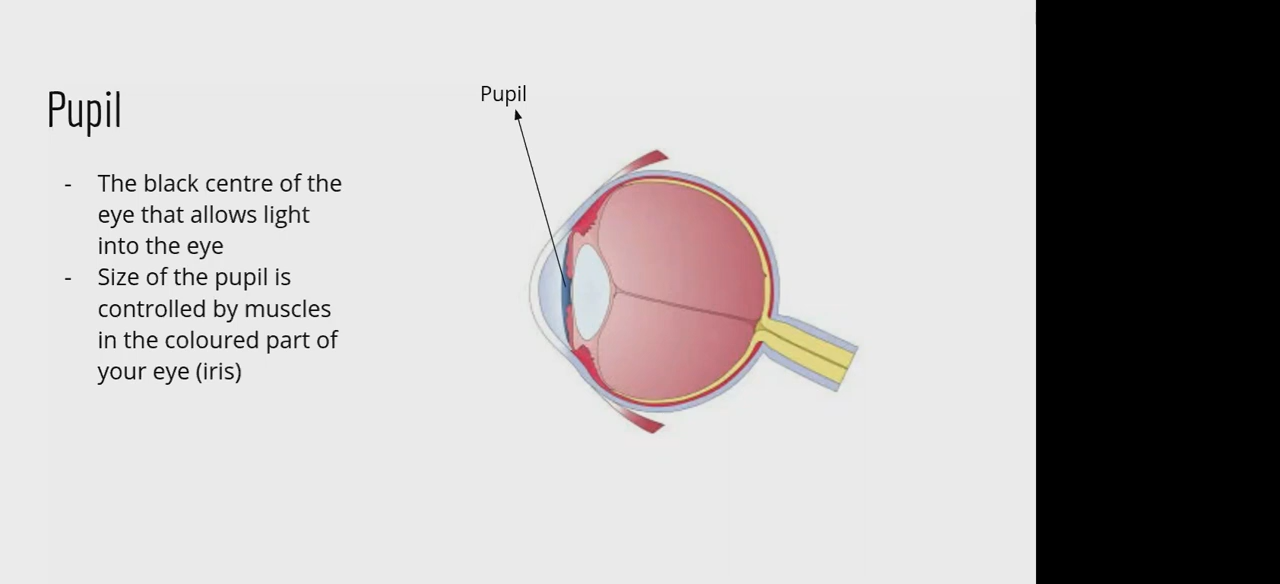 Pupil
- The black centre of the
eye that allows light
into the eye
- Size of the pupil is
controlled by muscles
in the coloured part of
your eye (iris)
Pupil